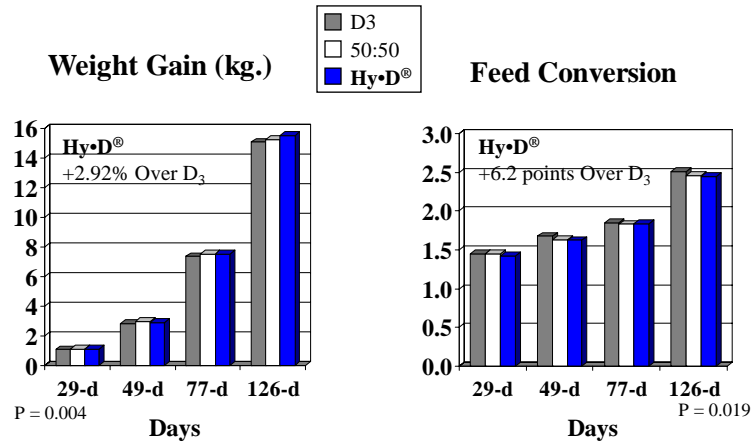 D3
50:50
Hy•D®
Weight Gain (kg.)
Feed Conversion
Hy•D®
+2.92% Over D₃
16
14
12
10
8
6
4
2
0
29-d 49-d 77-d 126-d
P = 0.004
Days
Hy•D®
+6.2 points Over D₃
3.0
2.5
2.0
1.5
1.0
0.5
0.0
29-d 49-d 77-d 126-d
P = 0.019
Days